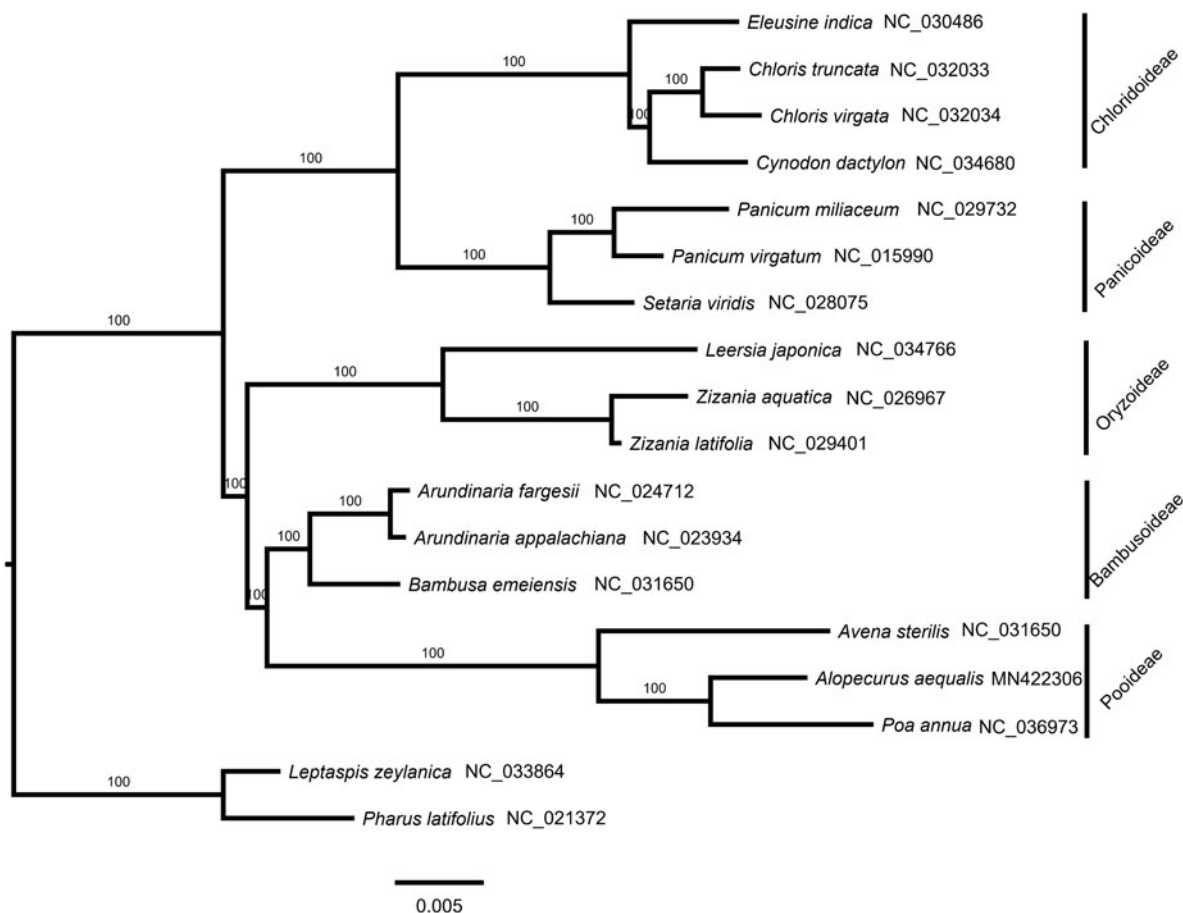 Eleusine indica NC_030486
100
100
Chloris truncata NC_032033
100
Chloris virgata NC_032034
Cynodon dactylon NC_034680
Chloridoideae
100
100
Panicum miliaceum NC_029732
100
Panicum virgatum NC_015990
Setaria viridis NC_028075
Panicoideae
100
100
Leersia japonica NC_034766
100
Zizania aquatica NC_026967
Zizania latifolia NC_029401
Oryzoideae
100
100
Arundinaria fargesii NC_024712
100
Arundinaria appalachiana NC_023934
Bambusa emeiensis NC_031650
Bambusoideae
100
100
Avena sterilis NC_031650
100
Alopecurus aequalis MN422306
Poa annua NC_036973
Pooideae
100
Leptaspis zeylanica NC_033864
Pharus latifolius NC_021372
0.005